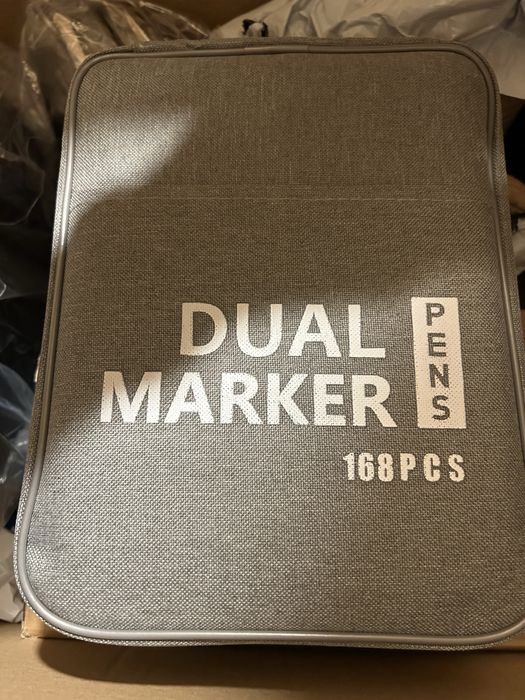 DUAL
MARKER
PENS
168PCS